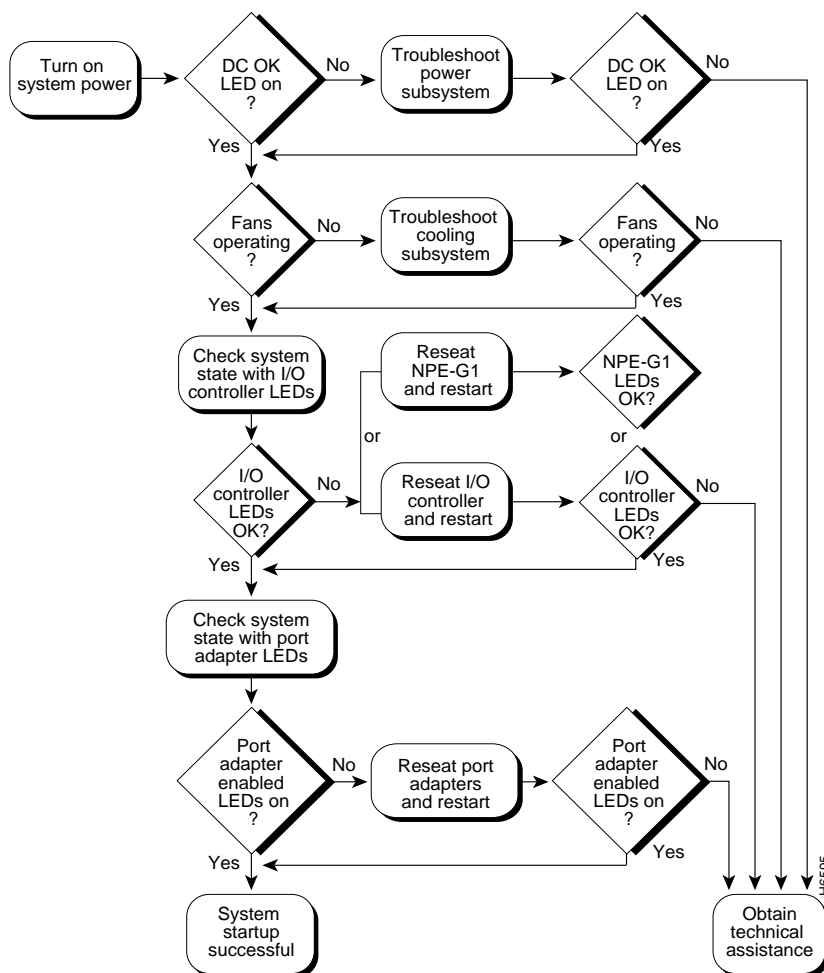 Turn on
system power
DC OK
LED on
?
No
Troubleshoot
power
subsystem
DC OK
LED on
?
No
Yes
Yes
Fans
operating
?
No
Troubleshoot
cooling
subsystem
Fans
operating
?
No
Yes
Yes
Check system
state with I/O
controller LEDs
Reseat
NPE-G1
and restart
NPE-G1
LEDs
OK?
or
or
I/O
controller
LEDs
OK?
No
Reseat I/O
controller
and restart
I/O
controller
LEDs
OK?
No
Yes
Yes
Check system
state with port
adapter LEDs
Port
adapter
enabled
LEDs on
?
No
Reseat port
adapters
and restart
Port
adapter
enabled
LEDs on
?
No
Yes
Yes
System
startup
successful
Obtain
technical
assistance